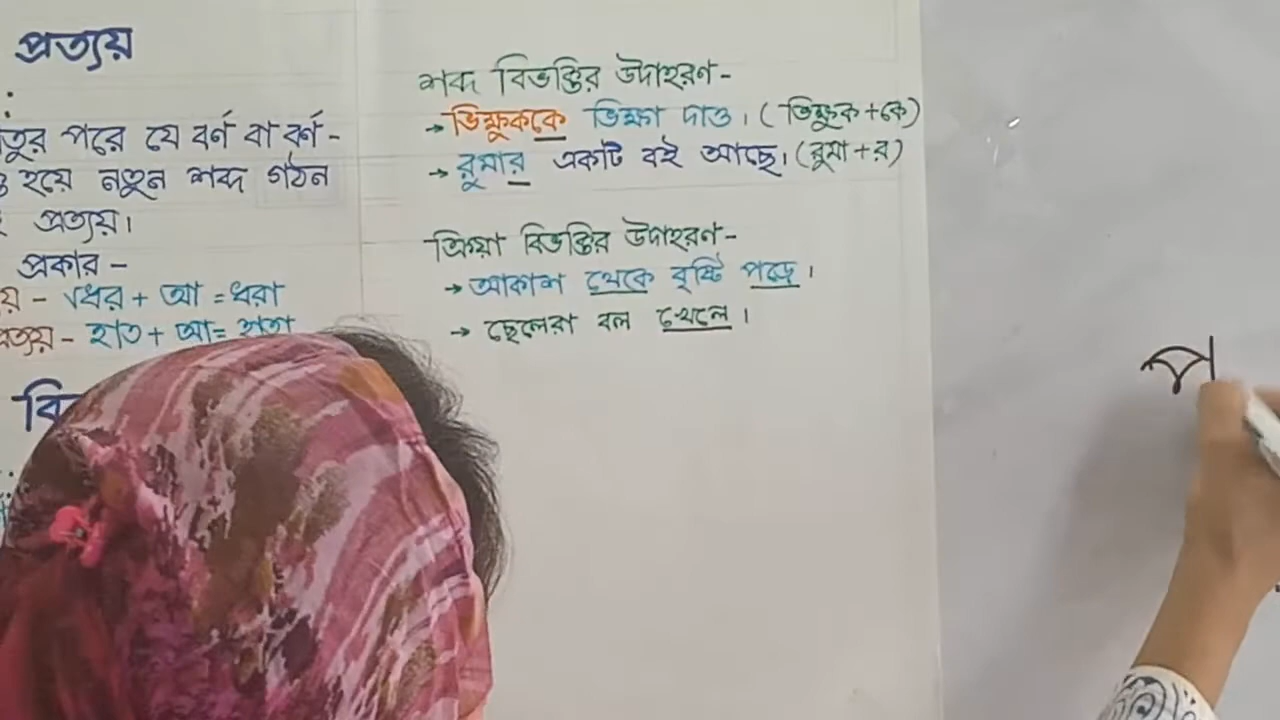 প্রত্যয়
পরে যে বর্ণ বা বর্ণ-
হয়ে নতুন শব্দ গঠন
প্রত্যয়।
প্রকার -
- √ধর + আ = ধরা
- হাত + আ =
শব্দ বিভক্তির উদাহরণ-
→ ভিক্ষুককে ভিক্ষা দাও। (ভিক্ষুক+কে)
→ রুমার একটি বই আছে। (রুমা+র)
ক্রিয়া বিভক্তির উদাহরণ-
→ আকাশ থেকে বৃষ্টি পড়ে।
→ ছেলেরা বল খেলে।